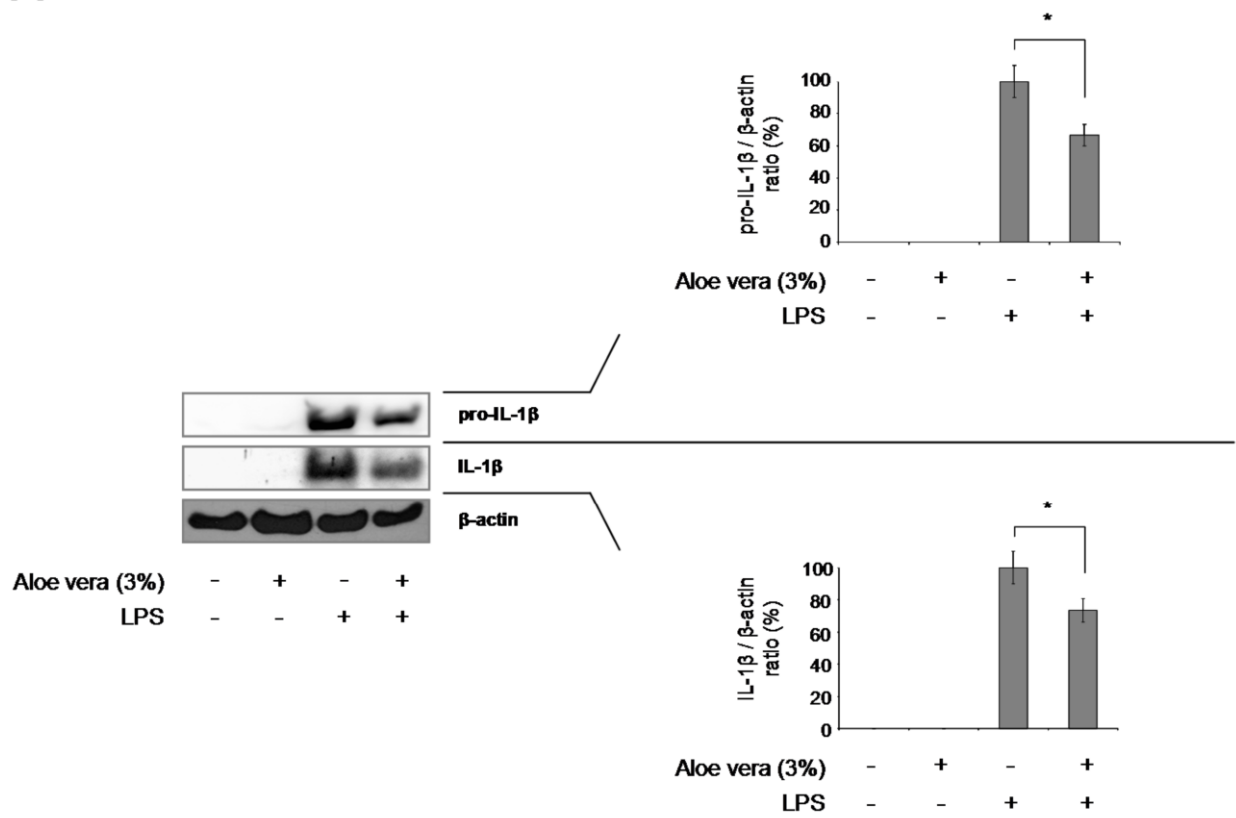 *
pro-IL-1β / β-actin
ratio (%)
100
80
60
40
20
0
Aloe vera (3%) - + - +
LPS - - + +
pro-IL-1β
IL-1β
β-actin
Aloe vera (3%) - + - +
LPS - - + +
*
IL-1β / β-actin
ratio (%)
100
80
60
40
20
0
Aloe vera (3%) - + - +
LPS - - + +